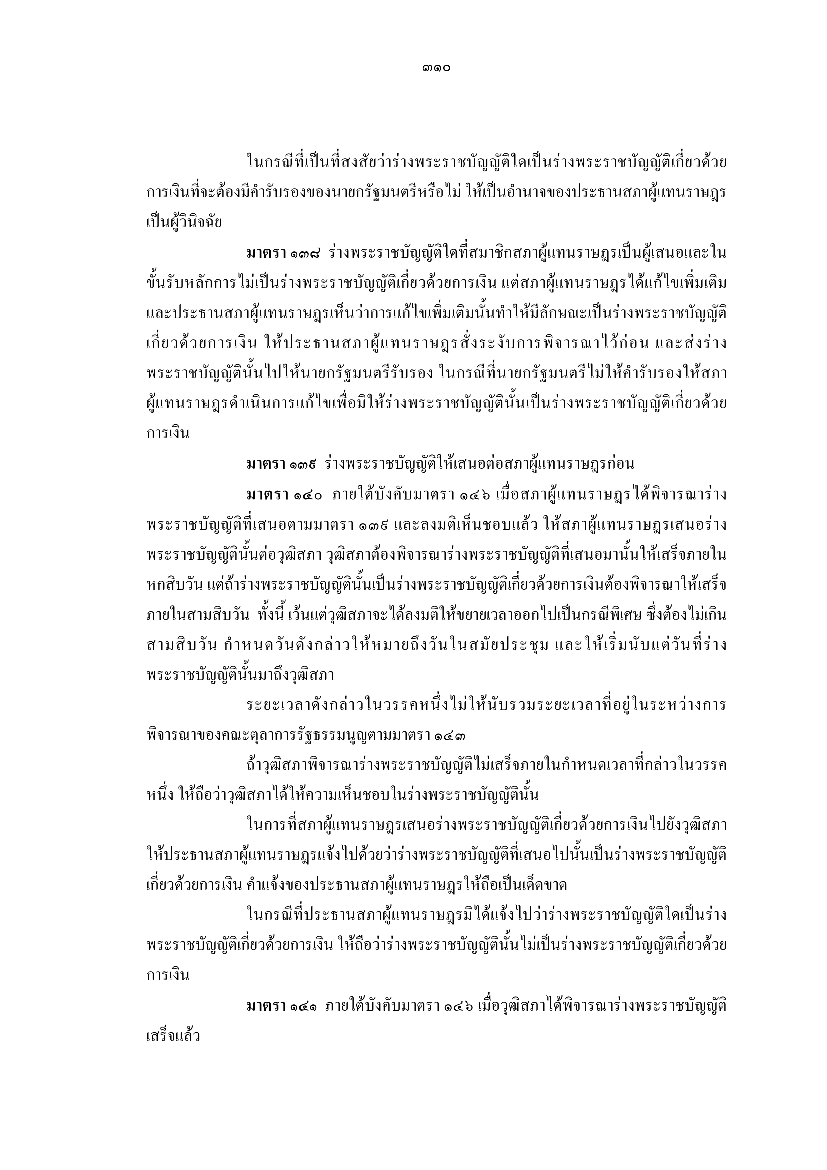 ๓๑๐
ในกรณีที่เป็นที่สงสัยว่าร่างพระราชบัญญัติใดเป็นร่างพระราชบัญญัติเกี่ยวด้วย
การเงินที่จะต้องมีคำรับรองของนายกรัฐมนตรีหรือไม่ ให้เป็นอำนาจของประธานสภาผู้แทนราษฎร
เป็นผู้วินิจฉัย
มาตรา ๑๓๘ ร่างพระราชบัญญัติใดที่สมาชิกสภาผู้แทนราษฎรเป็นผู้เสนอและใน
ขั้นรับหลักการไม่เป็นร่างพระราชบัญญัติเกี่ยวด้วยการเงิน แต่สภาผู้แทนราษฎรได้แก้ไขเพิ่มเติม
และประธานสภาผู้แทนราษฎรเห็นว่าการแก้ไขเพิ่มเติมนั้นทำให้มีลักษณะเป็นร่างพระราชบัญญัติ
เกี่ยวด้วยการเงิน ให้ประธานสภาผู้แทนราษฎรสั่งระงับการพิจารณาไว้ก่อน และส่งร่าง
พระราชบัญญัตินั้นไปให้นายกรัฐมนตรีรับรอง ในกรณีที่นายกรัฐมนตรีไม่ให้คำรับรองให้สภา
ผู้แทนราษฎรดำเนินการแก้ไขเพื่อมิให้ร่างพระราชบัญญัตินั้นเป็นร่างพระราชบัญญัติเกี่ยวด้วย
การเงิน
มาตรา ๑๓๙ ร่างพระราชบัญญัติให้เสนอต่อสภาผู้แทนราษฎรก่อน
มาตรา ๑๔๐ ภายใต้บังคับมาตรา ๑๔๖ เมื่อสภาผู้แทนราษฎรได้พิจารณาร่าง
พระราชบัญญัติที่เสนอตามมาตรา ๑๓๙ และลงมติเห็นชอบแล้ว ให้สภาผู้แทนราษฎรเสนอร่าง
พระราชบัญญัตินั้นต่อวุฒิสภา วุฒิสภาต้องพิจารณาร่างพระราชบัญญัติที่เสนอมานั้นให้เสร็จภายใน
หกสิบวัน แต่ถ้าร่างพระราชบัญญัตินั้นเป็นร่างพระราชบัญญัติเกี่ยวด้วยการเงินต้องพิจารณาให้เสร็จ
ภายในสามสิบวัน ทั้งนี้ เว้นแต่วุฒิสภาจะได้ลงมติให้ขยายเวลาออกไปเป็นกรณีพิเศษ ซึ่งต้องไม่เกิน
สามสิบวัน กำหนดวันดังกล่าวให้หมายถึงวันในสมัยประชุม และให้เริ่มนับแต่วันที่ร่าง
พระราชบัญญัตินั้นมาถึงวุฒิสภา
ระยะเวลาดังกล่าวในวรรคหนึ่งไม่ให้นับรวมระยะเวลาที่อยู่ในระหว่างการ
พิจารณาของคณะตุลาการรัฐธรรมนูญตามมาตรา ๑๔๓
ถ้าวุฒิสภาพิจารณาร่างพระราชบัญญัติไม่เสร็จภายในกำหนดเวลาที่กล่าวในวรรค
หนึ่ง ให้ถือว่าวุฒิสภาได้ให้ความเห็นชอบในร่างพระราชบัญญัตินั้น
ในการที่สภาผู้แทนราษฎรเสนอร่างพระราชบัญญัติเกี่ยวด้วยการเงินไปยังวุฒิสภา
ให้ประธานสภาผู้แทนราษฎรแจ้งไปด้วยว่าร่างพระราชบัญญัติที่เสนอไปนั้นเป็นร่างพระราชบัญญัติ
เกี่ยวด้วยการเงิน คำแจ้งของประธานสภาผู้แทนราษฎรให้ถือเป็นเด็ดขาด
ในกรณีที่ประธานสภาผู้แทนราษฎรมิได้แจ้งไปว่าร่างพระราชบัญญัติใดเป็นร่าง
พระราชบัญญัติเกี่ยวด้วยการเงิน ให้ถือว่าร่างพระราชบัญญัตินั้นไม่เป็นร่างพระราชบัญญัติเกี่ยวด้วย
การเงิน
มาตรา ๑๔๑ ภายใต้บังคับมาตรา ๑๔๖ เมื่อวุฒิสภาได้พิจารณาร่างพระราชบัญญัติ
เสร็จแล้ว